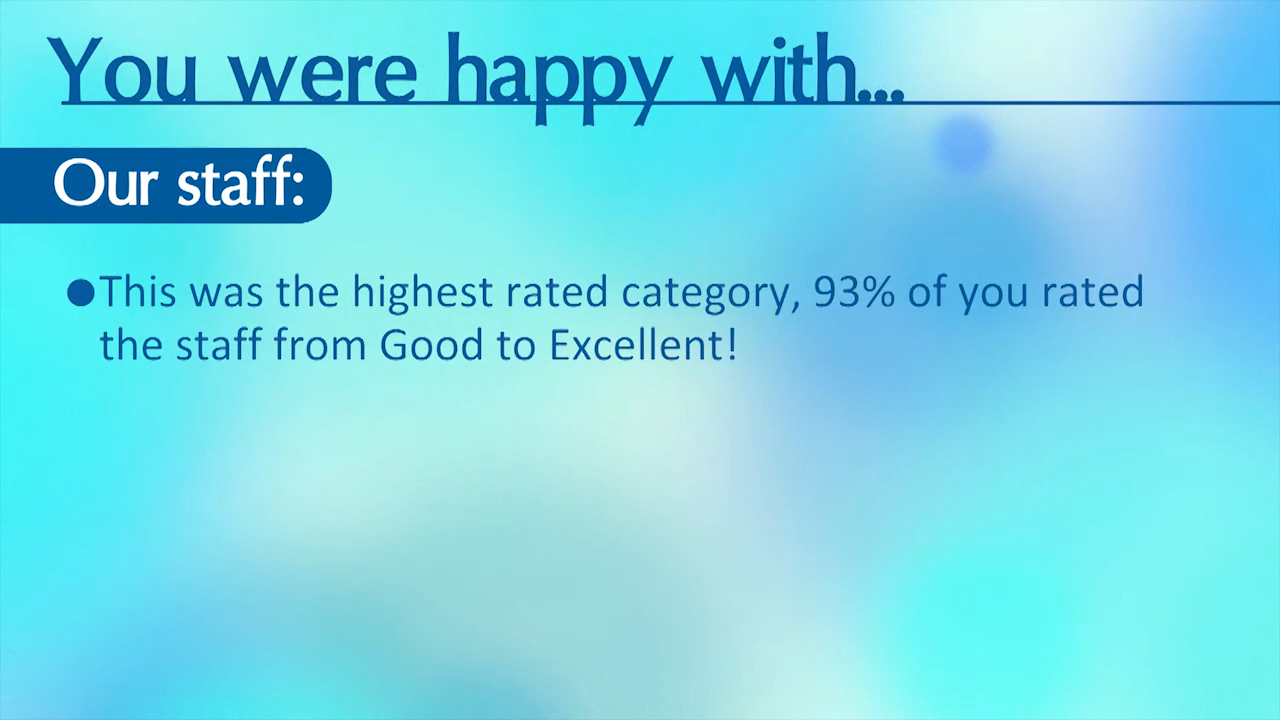 You were happy with...
Our staff:
●This was the highest rated category, 93% of you rated
the staff from Good to Excellent!